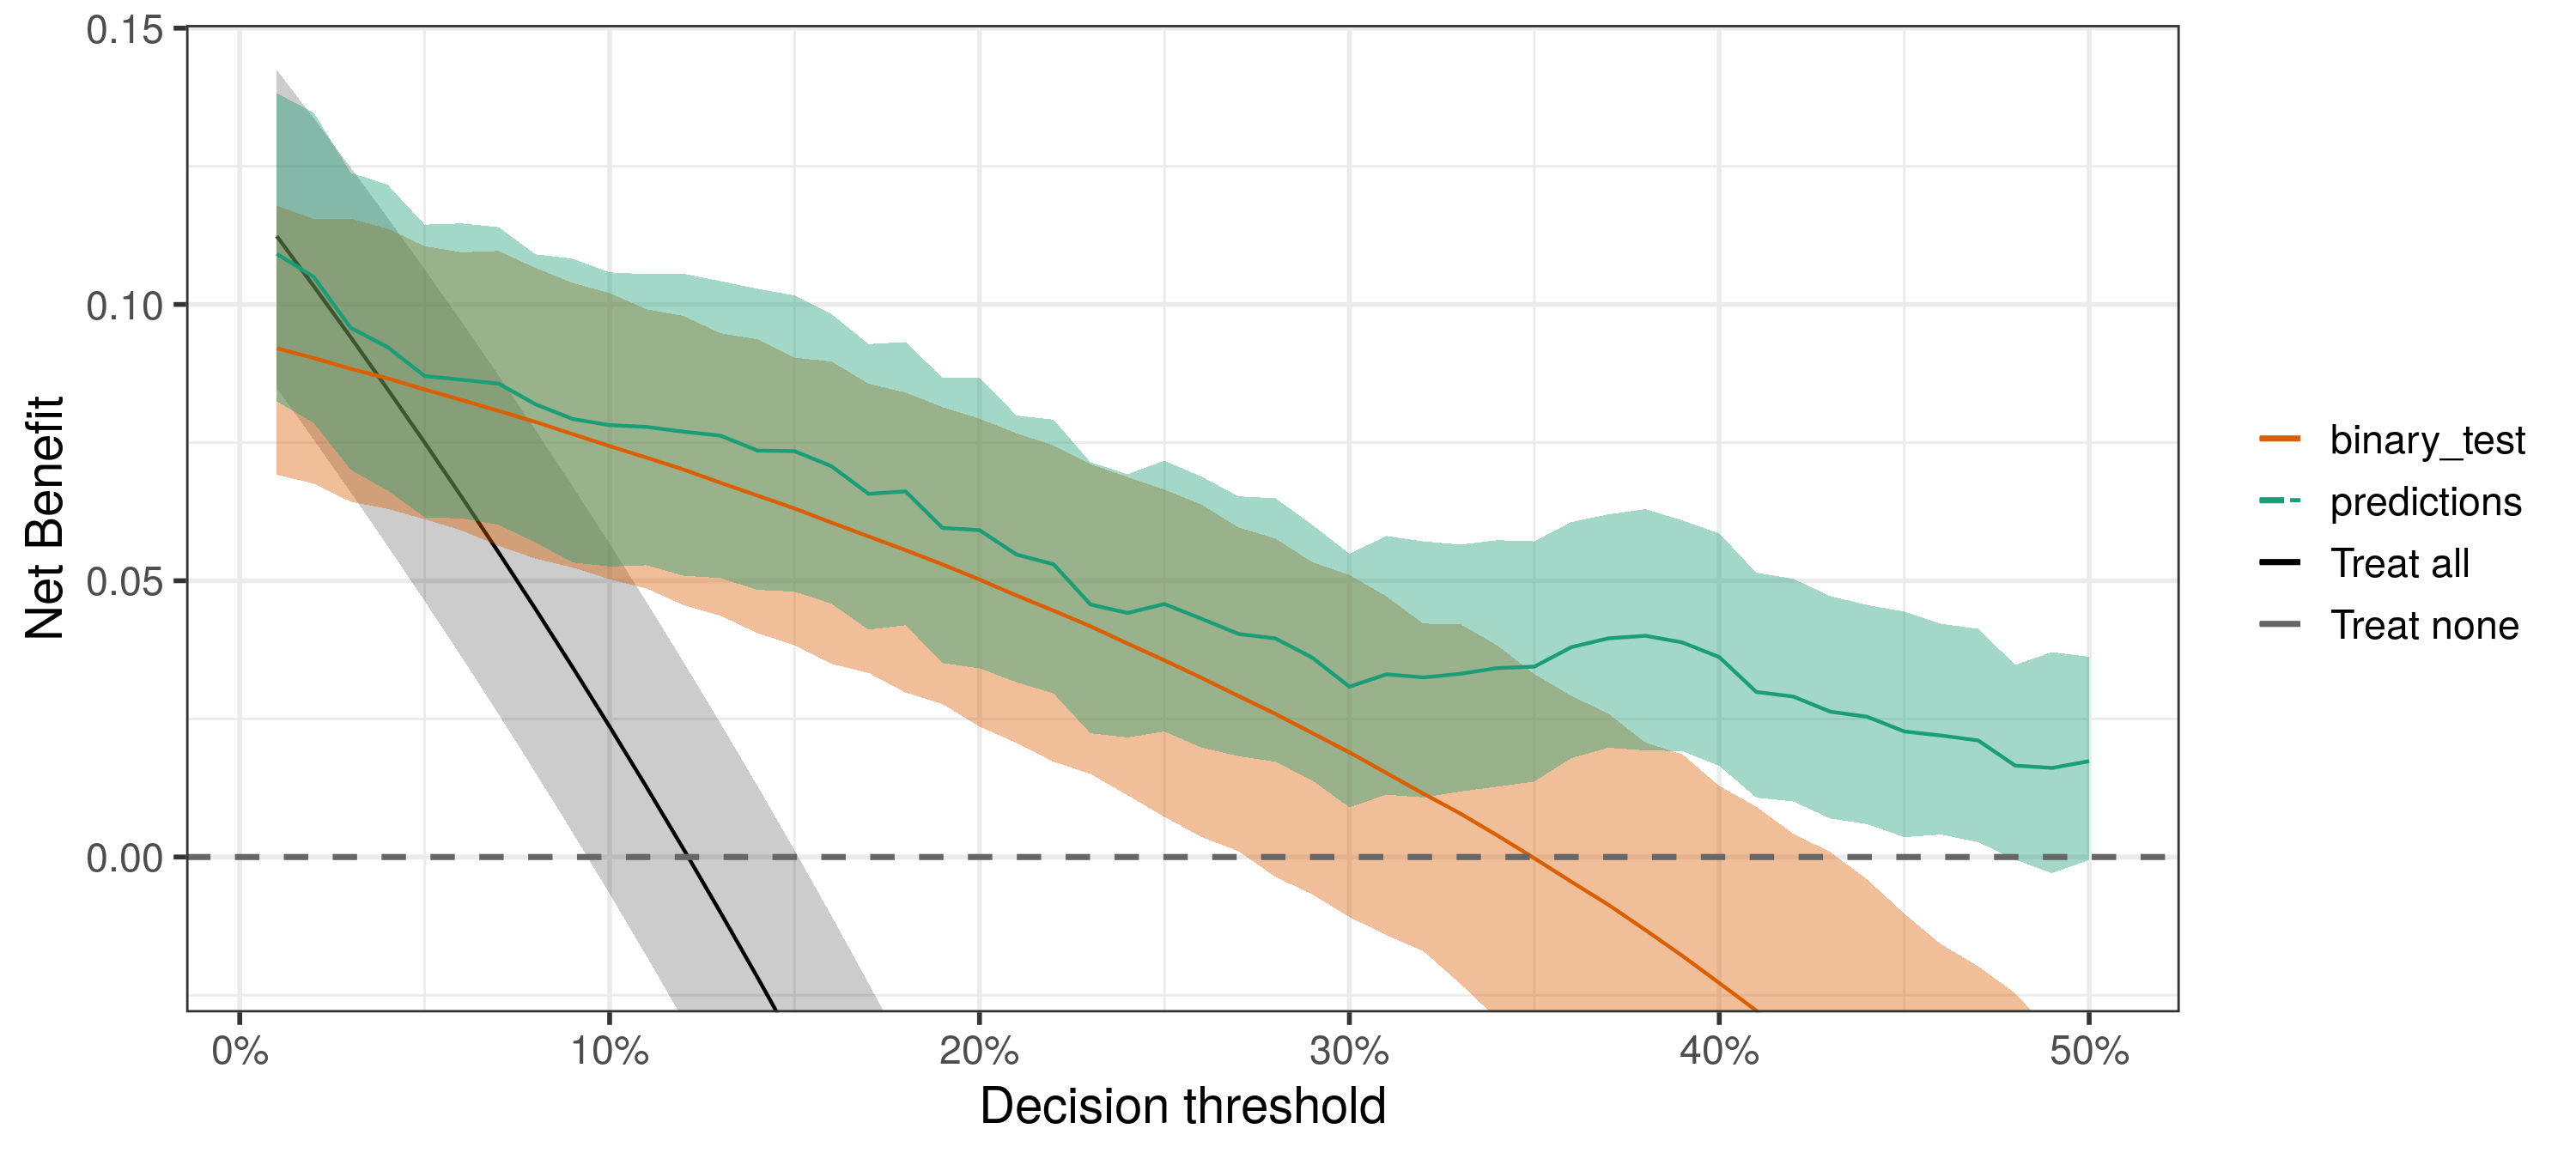 0.15
0.10
0.05
0.00
Net Benefit
0%
10%
20%
30%
40%
50%
Decision threshold
binary_test
predictions
Treat all
Treat none